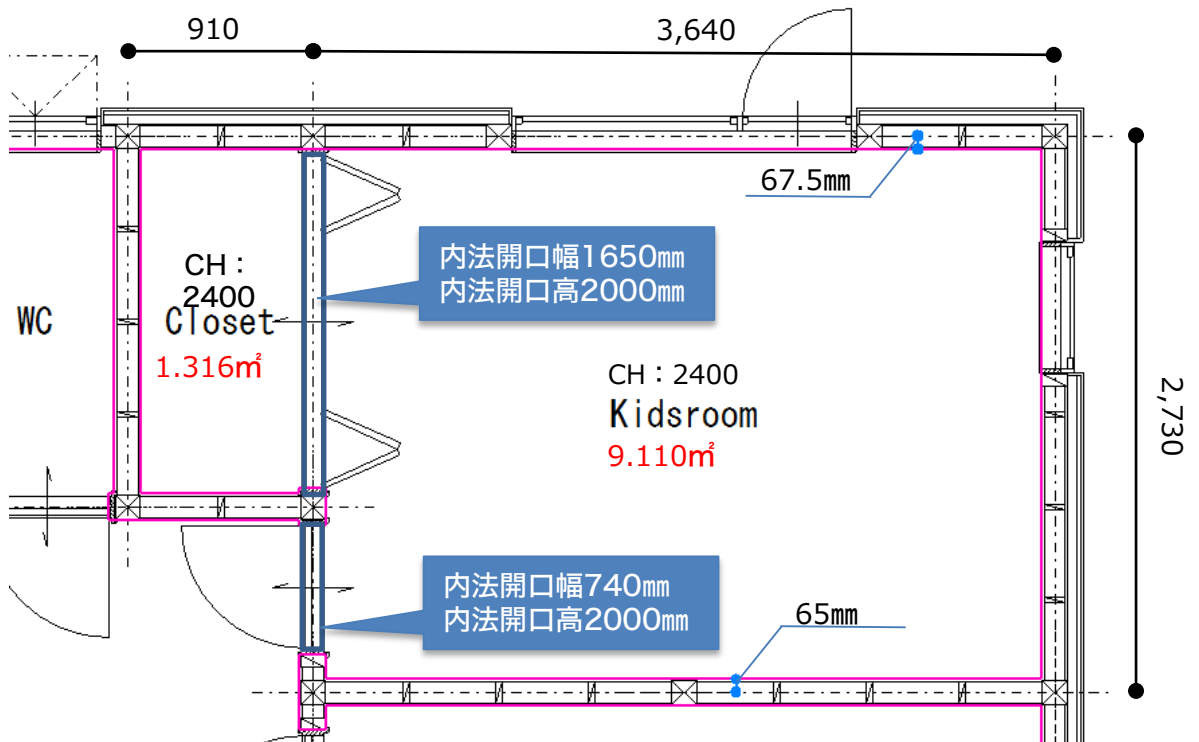 910
3,640
67.5mm
内法開口幅1650㎜
内法開口高2000㎜
CH：
2400
WC
Closet
1.316㎡
CH：2400
Kidsroom
9.110㎡
2,730
内法開口幅740㎜
内法開口高2000㎜
65㎜